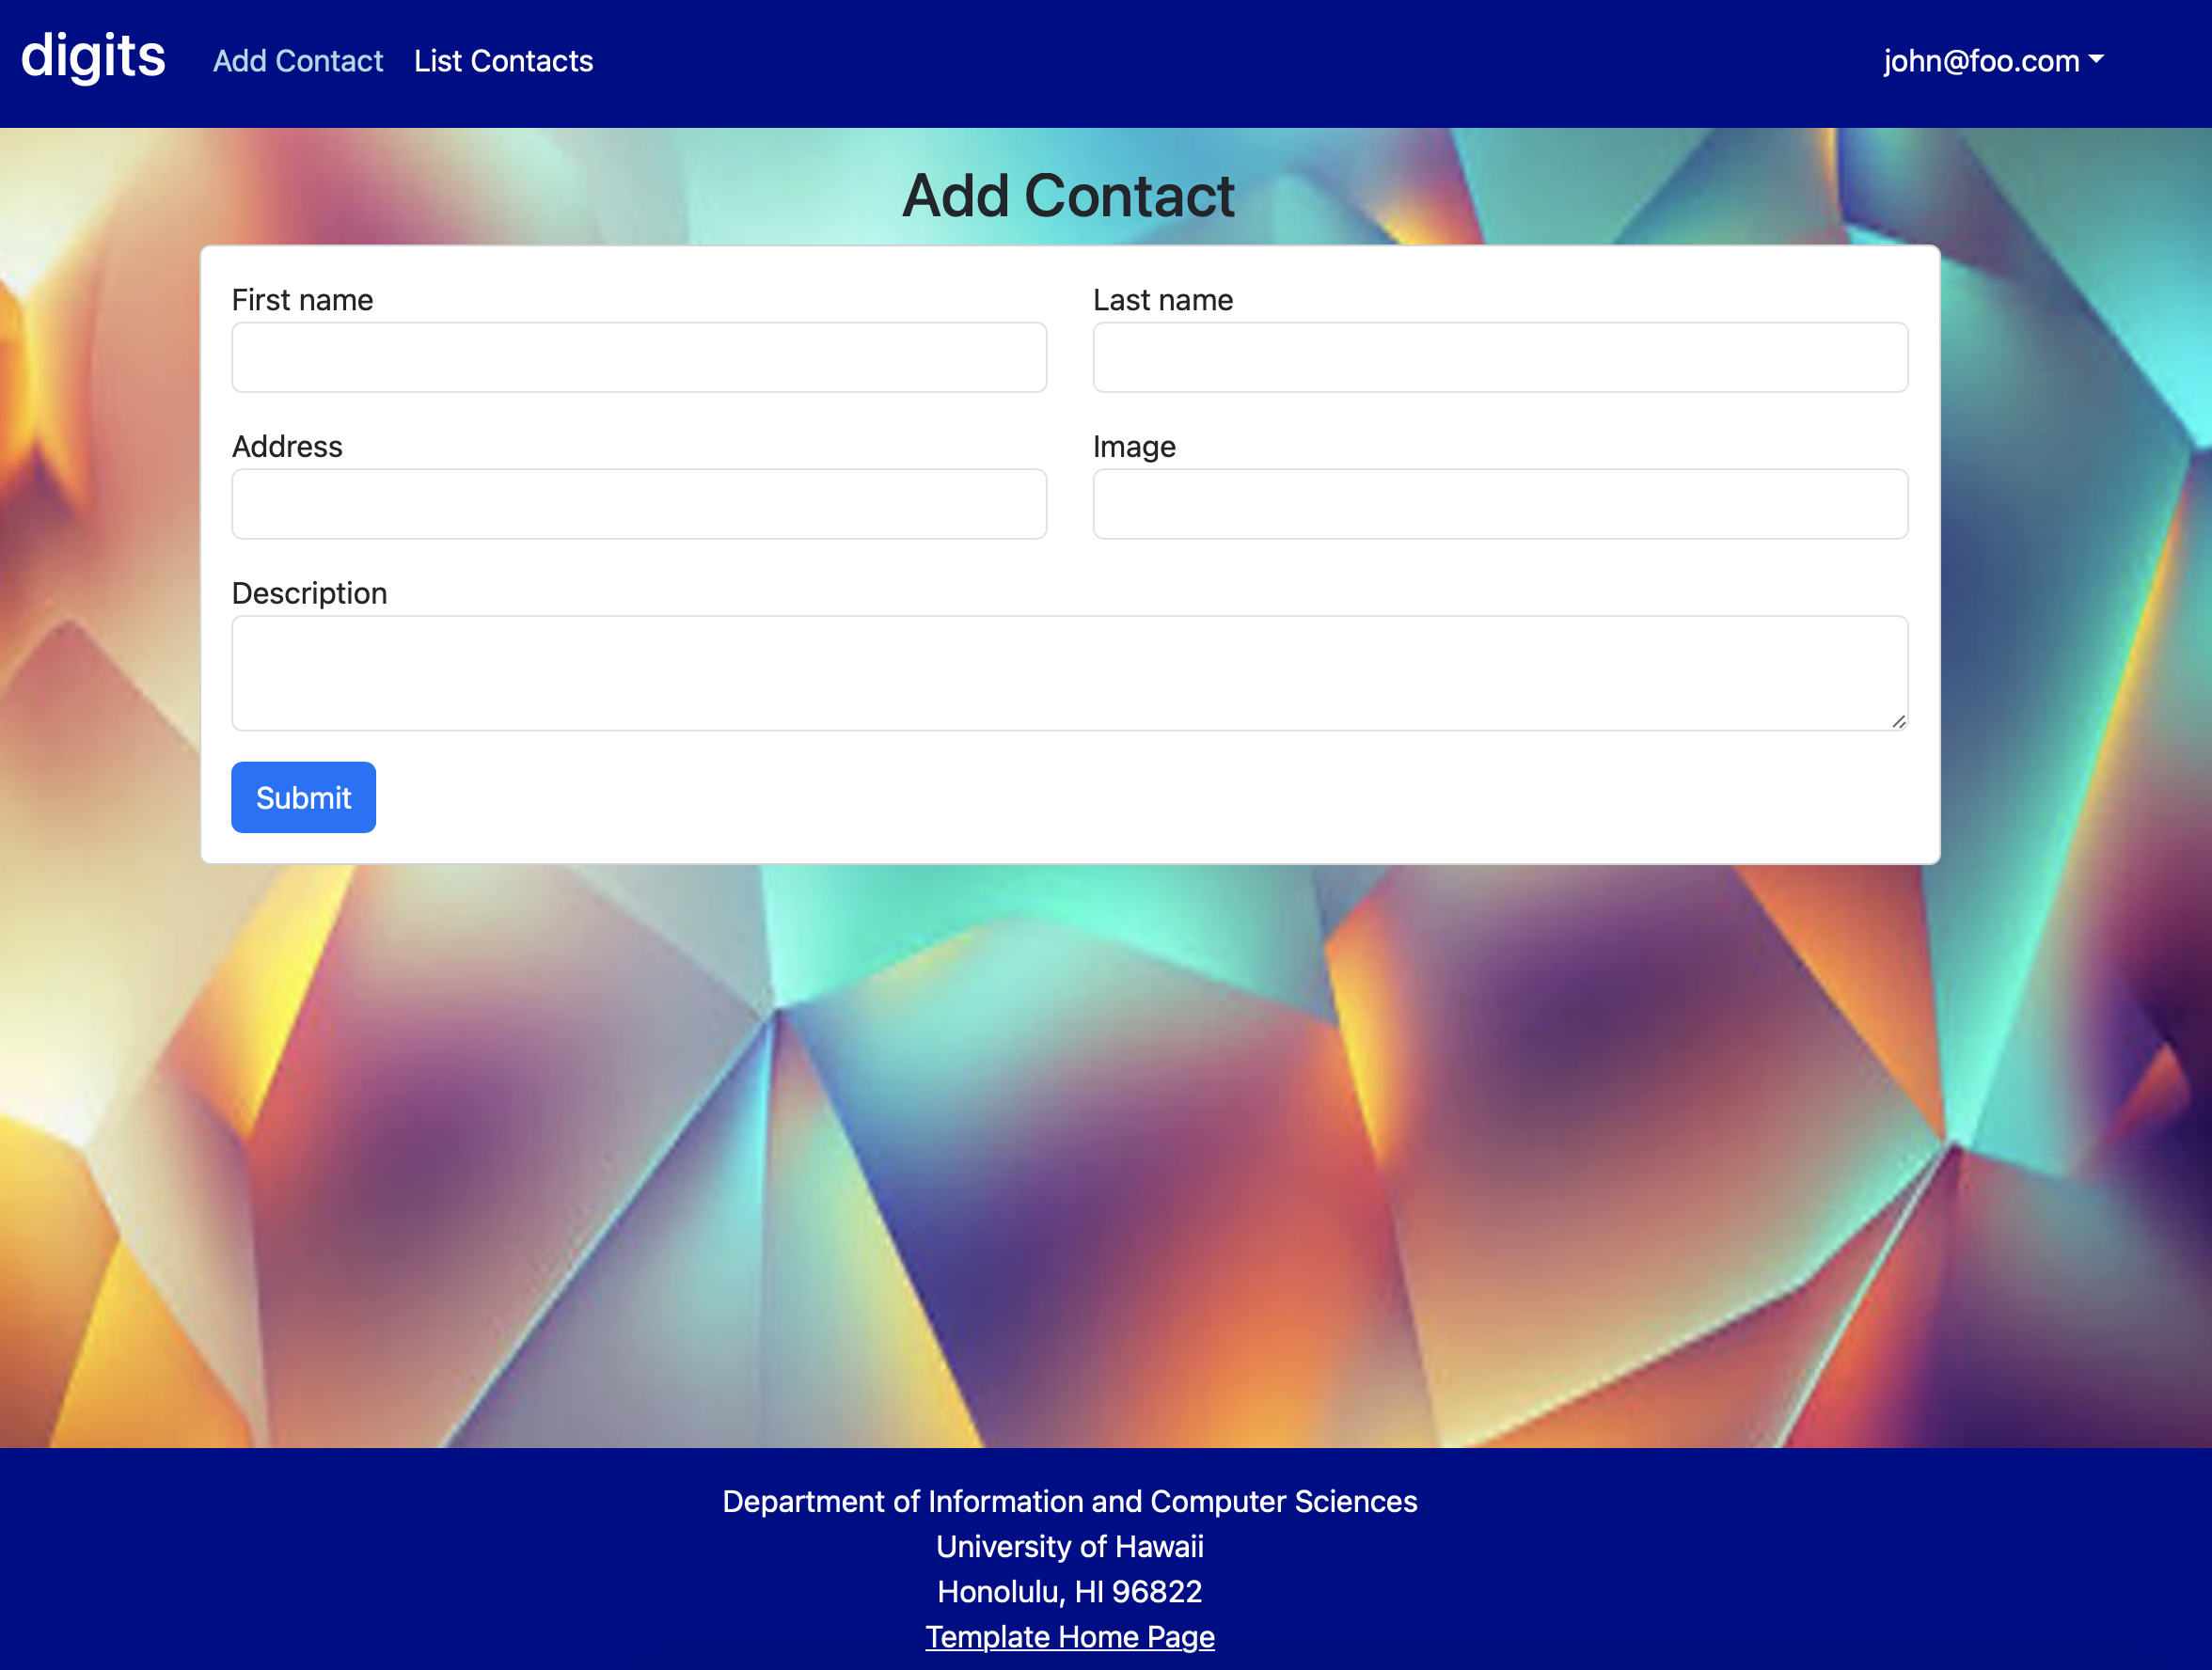 digits Add Contact List Contacts john@foo.com
Add Contact
First name Last name
Address Image
Description
Submit
Department of Information and Computer Sciences
University of Hawaii
Honolulu, HI 96822
Template Home Page